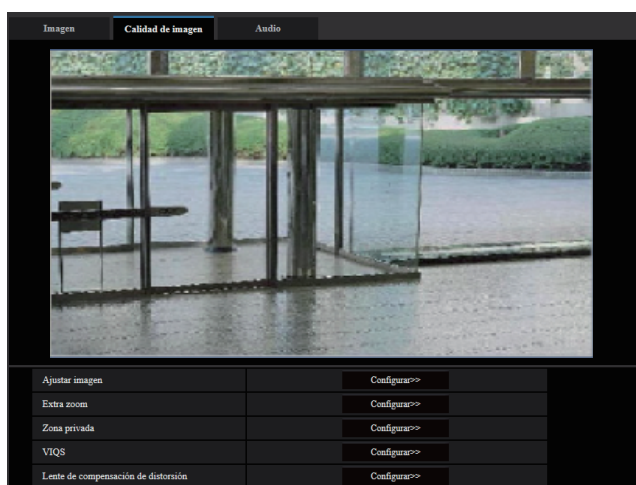 Imagen Calidad de imagen Audio
Ajustar imagen Configurar>>
Extra zoom Configurar>>
Zona privada Configurar>>
VIQS Configurar>>
Lente de compensación de distorsión Configurar>>